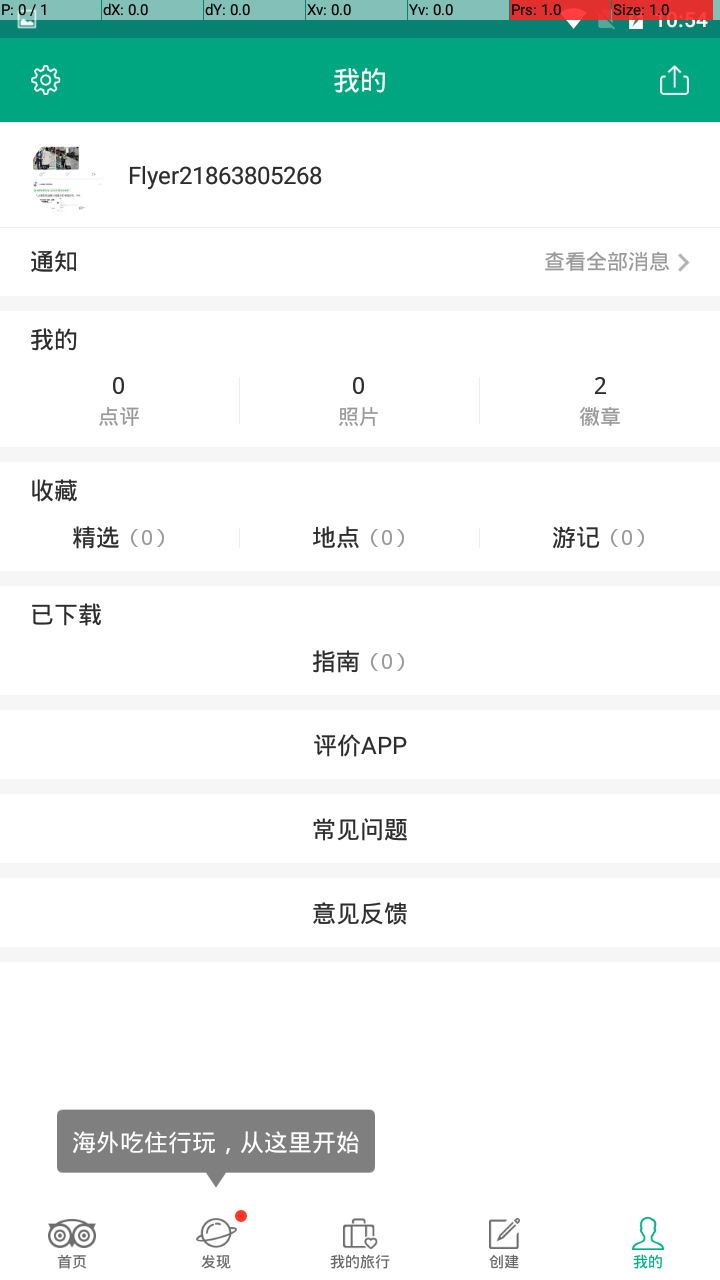 P: 0 / 1 dX: 0.0 dY: 0.0 Xv: 0.0 Yv: 0.0 Prs: 1.0 Size: 1.0
10:54
我的
Flyer21863805268
通知 查看全部消息
我的
0 0 2
点评 照片 徽章
收藏
精选（0） 地点（0） 游记（0）
已下载
指南（0）
评价APP
常见问题
意见反馈
海外吃住行玩，从这里开始
首页 发现 我的旅行 创建 我的